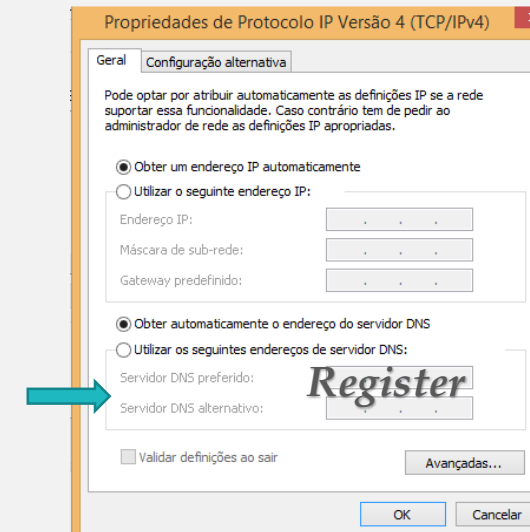 Propriedades de Protocolo IP Versão 4 (TCP/IPv4)
Geral
Configuração alternativa
Pode optar por atribuir automaticamente as definições IP se a rede
suportar essa funcionalidade. Caso contrário tem de pedir ao
administrador de rede as definições IP apropriadas.
Obter um endereço IP automaticamente
Utilizar o seguinte endereço IP:
Endereço IP:
Máscara de sub-rede:
Gateway predefinido:
Obter automaticamente o endereço do servidor DNS
Utilizar os seguintes endereços de servidor DNS:
Servidor DNS preferido:
Register
Servidor DNS alternativo:
Validar definições ao sair
Avançadas...
OK
Cancelar